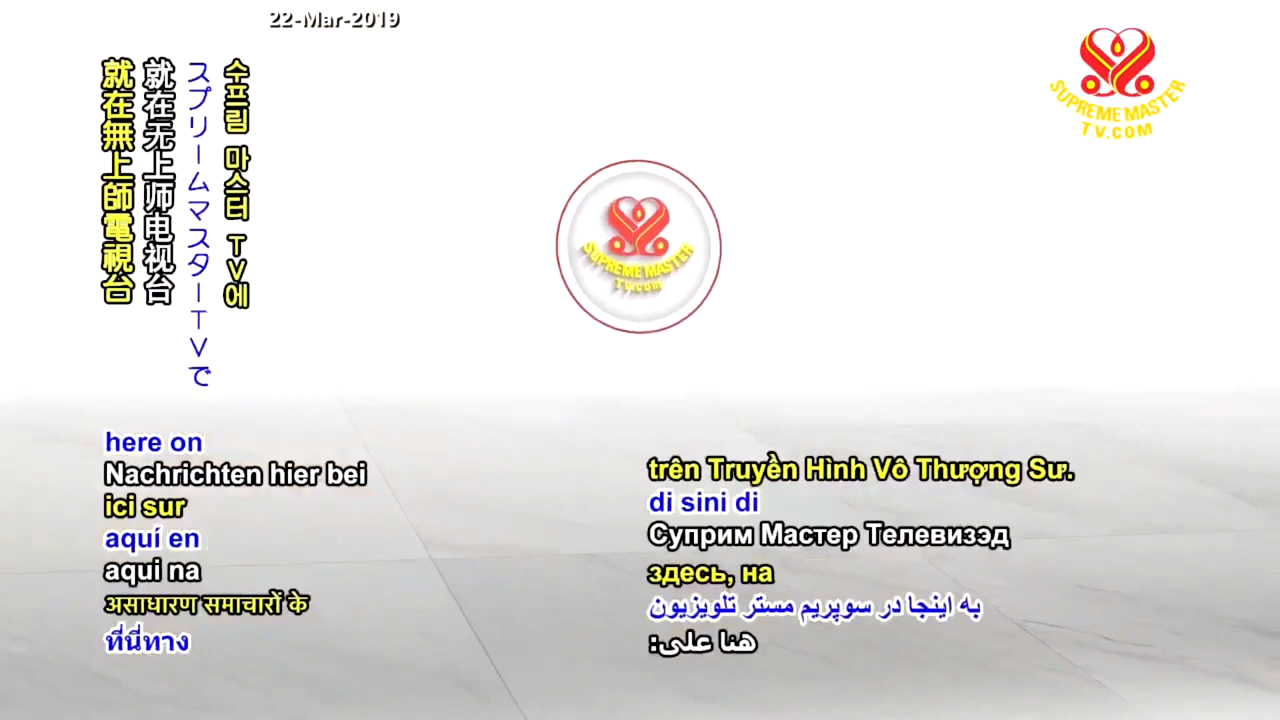 22-Mar-2019
SUPREME MASTER
TV.COM
就在無上師電視台
就在无上师电视台
スプリームマスターTVで
수프림 마스터 TV에
SUPREME MASTER
TV.com
here on
Nachrichten hier bei
ici sur
aquí en
aqui na
असाधारण समाचारों के
ที่นี่ทาง
trên Truyền Hình Vô Thượng Sư.
di sini di
Суприм Мастер Телевизэд
здесь, на
به اینجا در سوپریم مستر تلویزیون
هنا على: